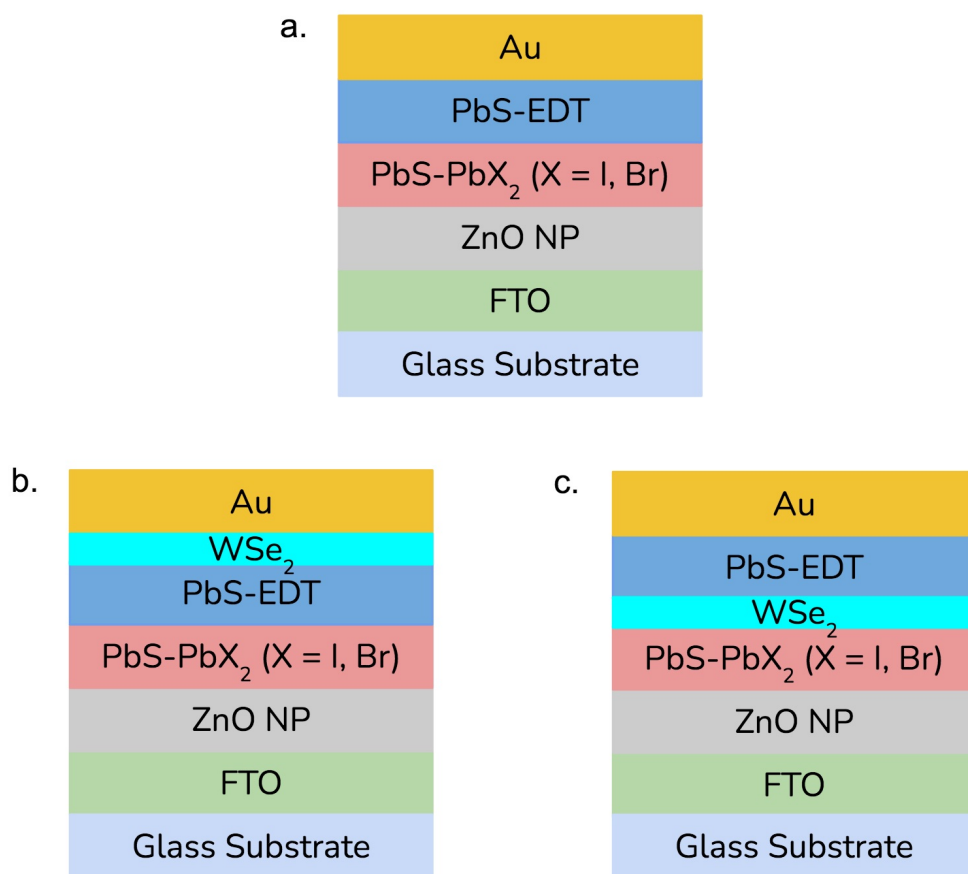 a.
Au
PbS-EDT
PbS-PbX₂ (X = I, Br)
ZnO NP
FTO
Glass Substrate
b.
Au
WSe₂
PbS-EDT
PbS-PbX₂ (X = I, Br)
ZnO NP
FTO
Glass Substrate
c.
Au
PbS-EDT
WSe₂
PbS-PbX₂ (X = I, Br)
ZnO NP
FTO
Glass Substrate